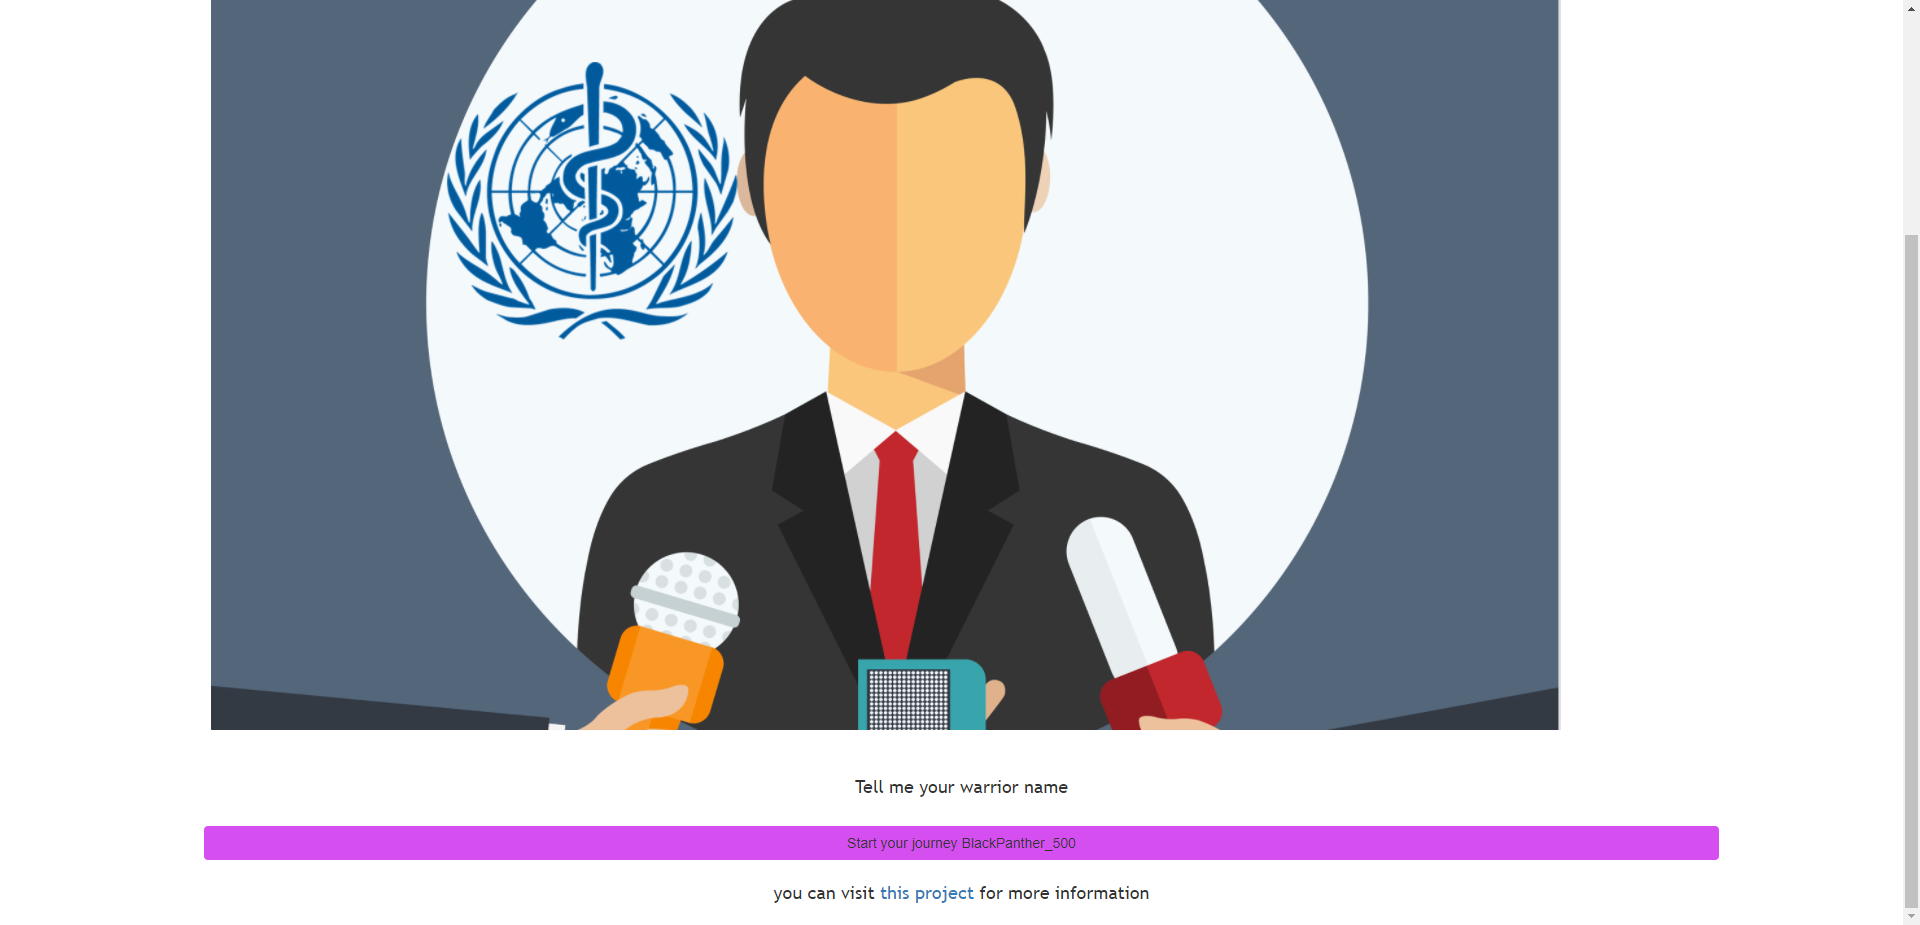 Tell me your warrior name
Start your journey BlackPanther_500
you can visit this project for more information